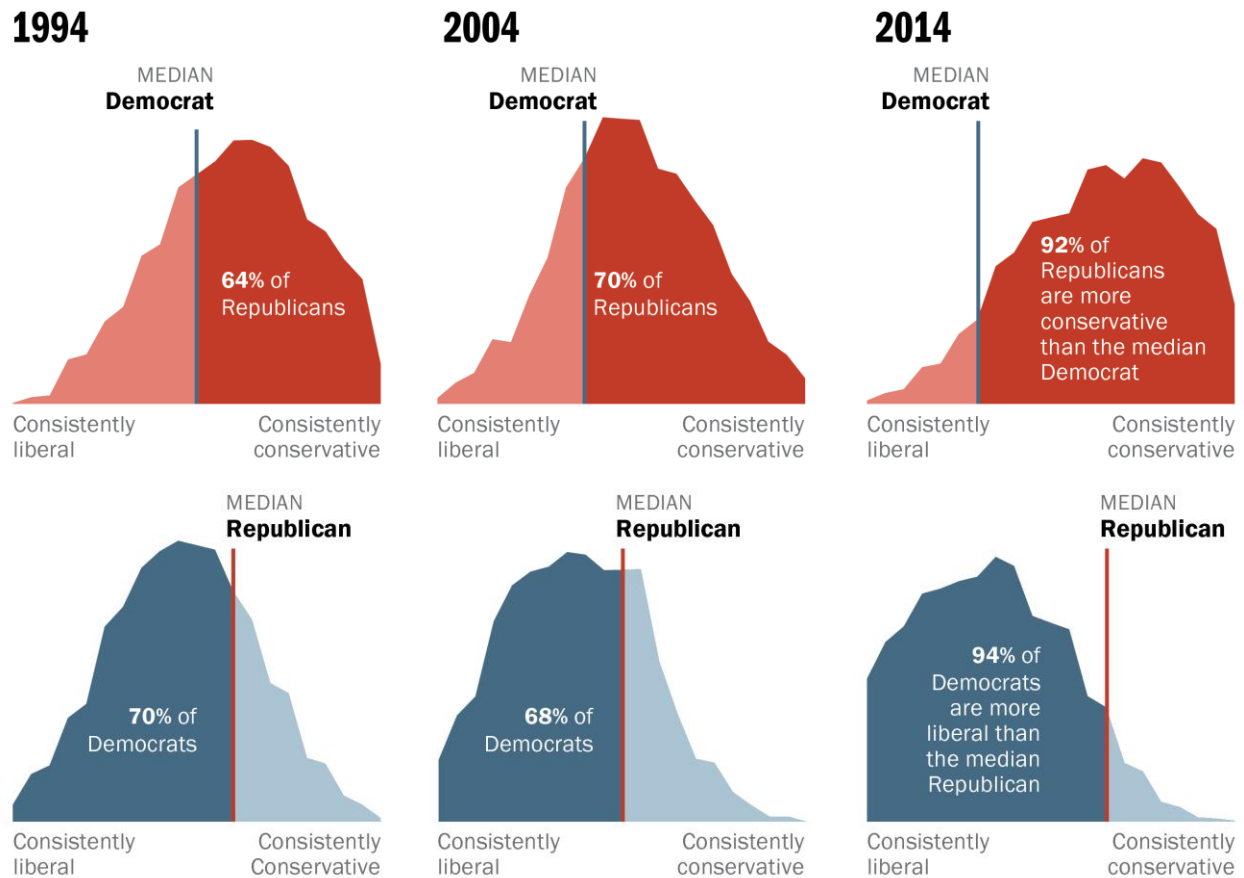 1994
MEDIAN
Democrat
64% of
Republicans
Consistently
liberal
Consistently
conservative
2004
MEDIAN
Democrat
70% of
Republicans
Consistently
liberal
Consistently
conservative
2014
MEDIAN
Democrat
92% of
Republicans
are more
conservative
than the median
Democrat
Consistently
liberal
Consistently
conservative
MEDIAN
Republican
70% of
Democrats
Consistently
liberal
Consistently
Conservative
MEDIAN
Republican
68% of
Democrats
Consistently
liberal
Consistently
conservative
MEDIAN
Republican
94% of
Democrats
are more
liberal than
the median
Republican
Consistently
liberal
Consistently
conservative